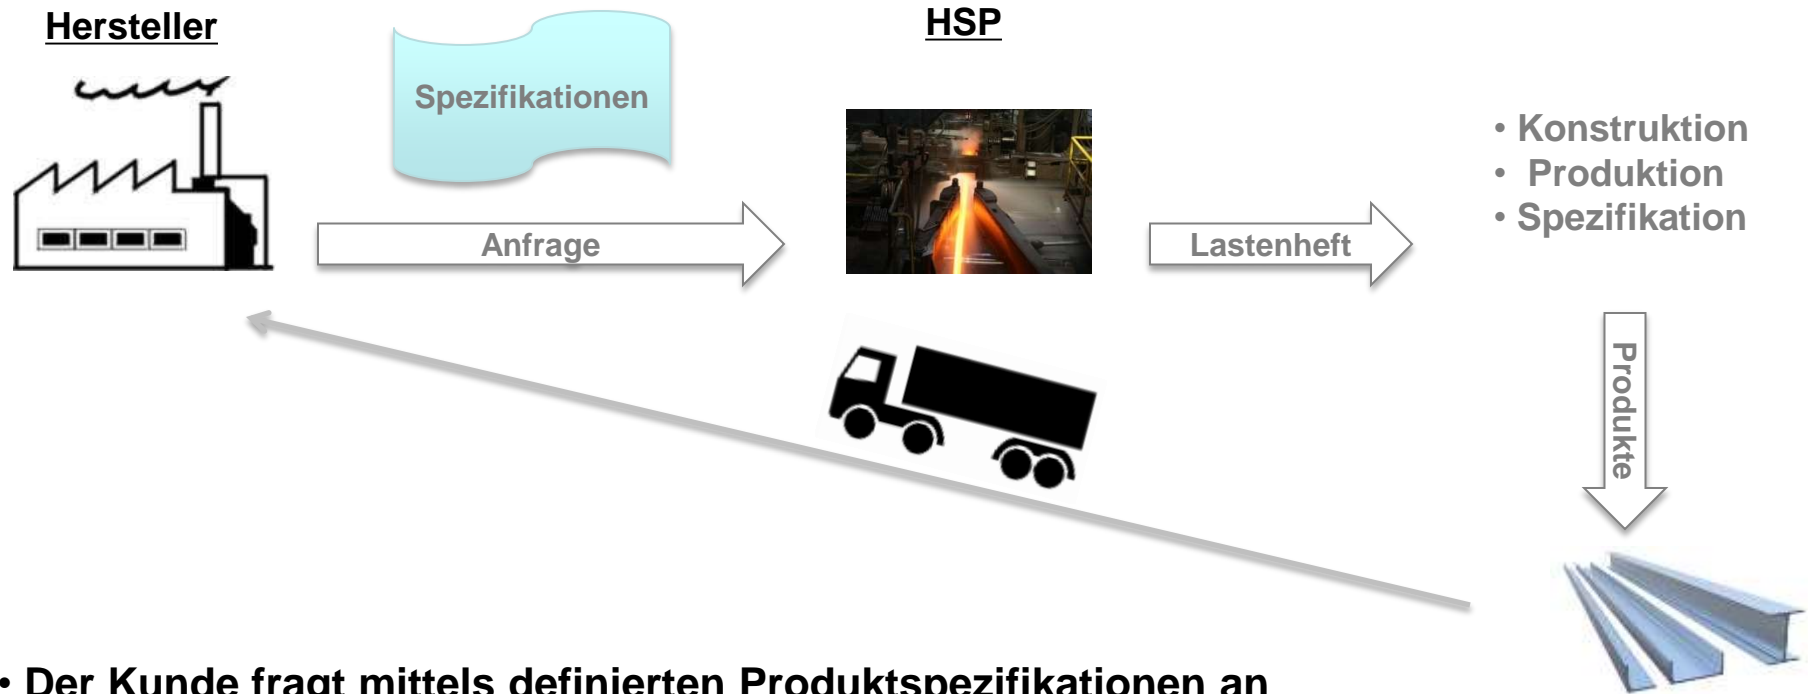 Hersteller
HSP
Spezifikationen
• Konstruktion
• Produktion
• Spezifikation
Anfrage
Lastenheft
Produkte
• Der Kunde fragt mittels definierten Produktspezifikationen an